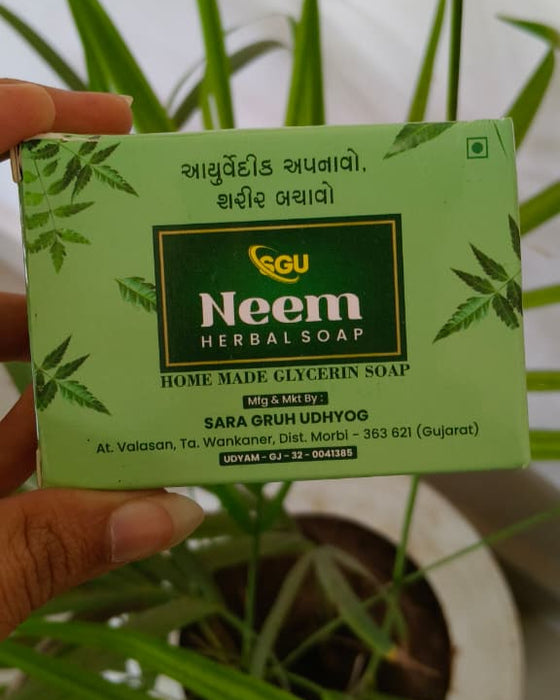 આયુર્વેદીક અપનાવો,
શરીર બચાવો
SGU
Neem
HERBAL SOAP
HOME MADE GLYCERIN SOAP
Mfg & Mkt By :
SARA GRUH UDHYOG
At. Valasan, Ta. Wankaner, Dist. Morbi - 363 621 (Gujarat)
UDYAM - GJ - 32 - 0041385